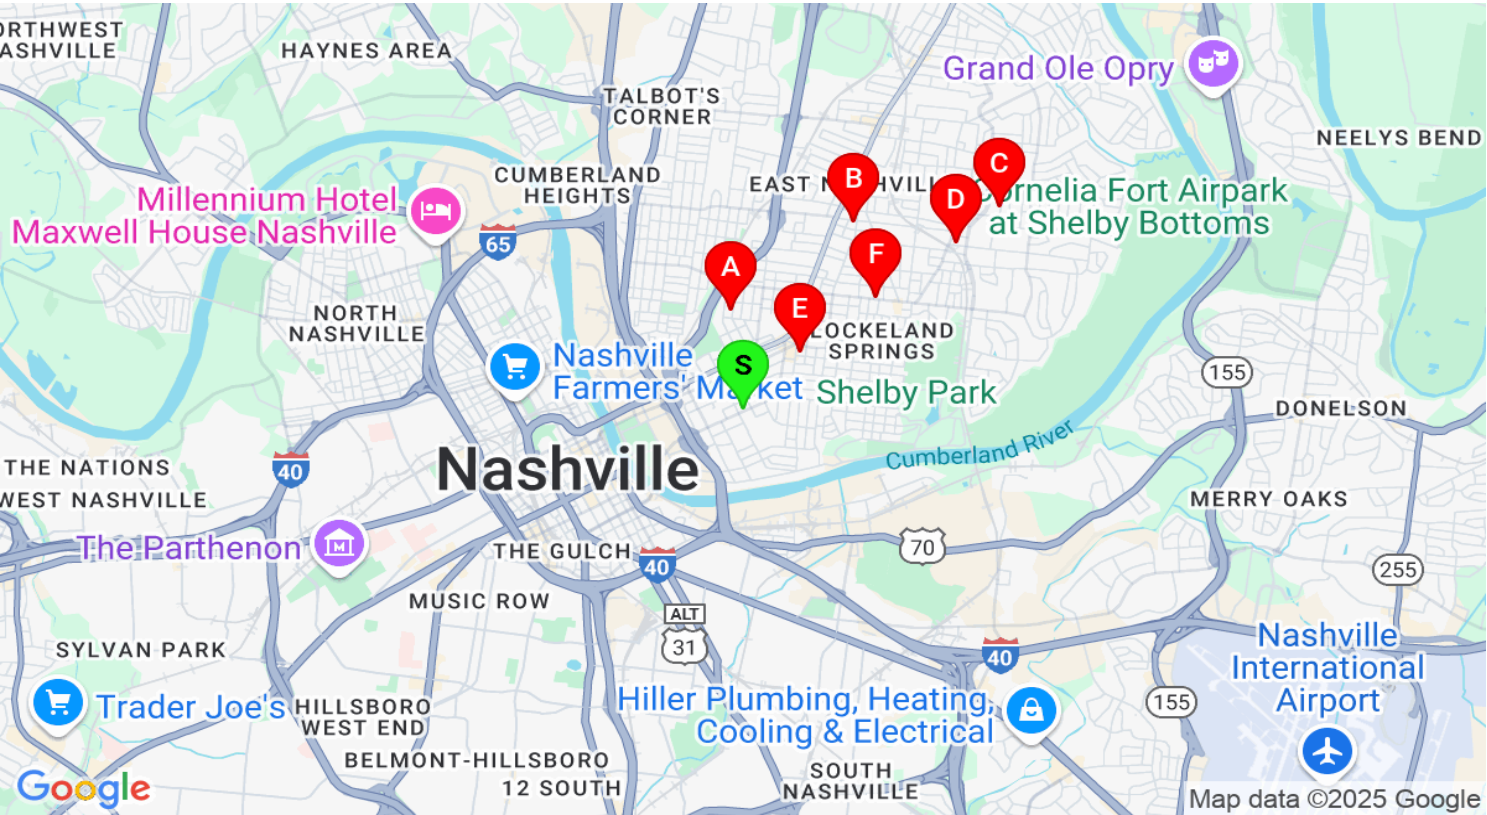 ORTHWEST
ASHVILLE
HAYNES AREA
TALBOT'S
CORNER
Grand Ole Opry
NEELYS BEND
CUMBERLAND
HEIGHTS
Millennium Hotel
Maxwell House Nashville
65
EAST N
HVILL
B
C
D
ornelia Fort Airpark
at Shelby Bottoms
A
F
E
S
NORTH
NASHVILLE
LOCKELAND
SPRINGS
Nashville
Farmers' Ma
ket
Shelby Park
155
DONELSON
Cumberland River
Nashville
THE NATIONS
WEST NASHVILLE
40
MERRY OAKS
The Parthenon
M
THE GULCH
40
70
255
MUSIC ROW
ALT
31
SYLVAN PARK
40
Nashville
International
Airport
Trader Joe's
HILLSBORO
WEST END
Hiller Plumbing, Heating,
Cooling & Electrical
155
BELMONT-HILLSBORO
12 SOUTH
SOUTH
NASHVILLE
Google
Map data ©2025 Google